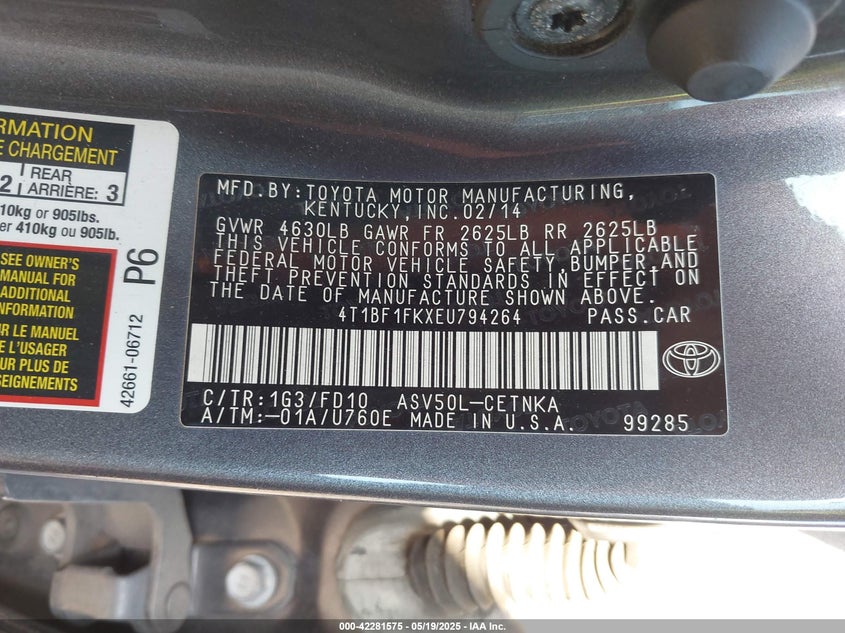 RMATION
E CHARGEMENT
2 REAR ARRIÈRE: 3
10kg or 905lbs.
er 410kg ou 905lb.
SEE OWNER'S
MANUAL FOR
ADDITIONAL
INFORMATION
R LE MANUEL
L'USAGER
R PLUS DE
SEIGNEMENTS
P6
42661-06712
MFD.BY:TOYOTA MOTOR MANUFACTURING,
KENTUCKY, INC.02/14
GVWR 4630LB GAWR FR 2625LB RR 2625LB
THIS VEHICLE CONFORMS TO ALL APPLICABLE
FEDERAL MOTOR VEHICLE SAFETY,BUMPER,AND
THEFT PREVENTION STANDARDS IN EFFECT ON
THE DATE OF MANUFACTURE SHOWN ABOVE.
4T1BF1FKXEU794264 PASS.CAR
C/TR:1G3/FD10 ASV50L-CETNKA
A/TM:-01A/U760E MADE IN U.S.A. 99285
000-42281575 - 05/19/2025 - IAA Inc.